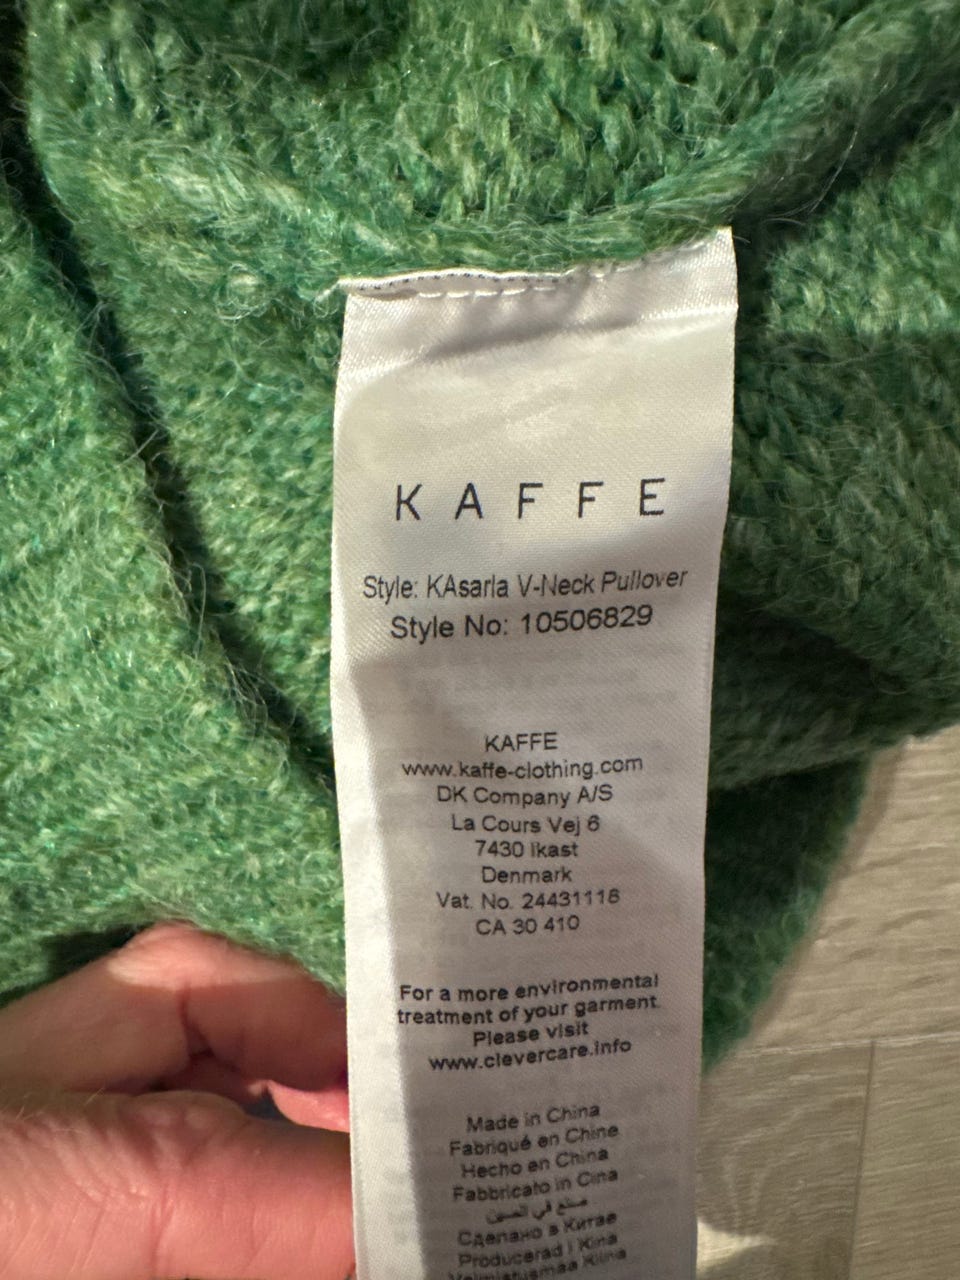 KAFFE
Style: KAsarla V-Neck Pullover
Style No: 10506829
KAFFE
www.kaffe-clothing.com
DK Company A/S
La Cours Vej 6
7430 Ikast
Denmark
Vat. No. 24431118
CA 30 410
For a more environmental
treatment of your garment.
Please visit
www.clevercare.info
Made in China
Fabriqué en Chine
Hecho en China
Fabbricato in Cina
صنع في الصين
Сделано в Китае
Producerad i Kina
Valmistusmaa Kiina